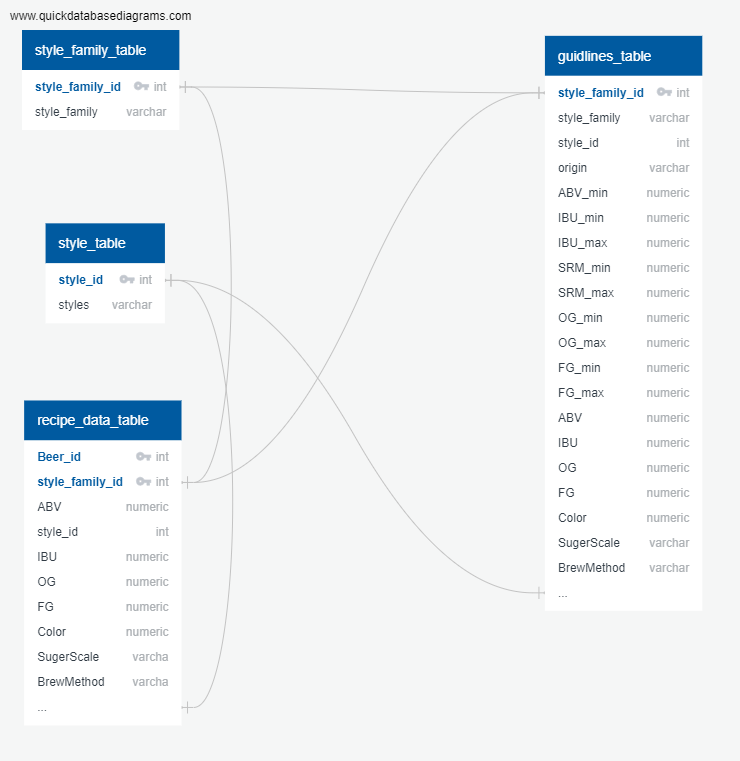 www.quickdatabasediagrams.com
style_family_table
style_family_id int
style_family varchar
style_table
style_id int
styles varchar
recipe_data_table
Beer_id int
style_family_id int
ABV numeric
style_id int
IBU numeric
OG numeric
FG numeric
Color numeric
SugerScale varcha
BrewMethod varcha
...
guidlines_table
style_family_id int
style_family varchar
style_id int
origin varchar
ABV_min numeric
IBU_min numeric
IBU_max numeric
SRM_min numeric
SRM_max numeric
OG_min numeric
OG_max numeric
FG_min numeric
FG_max numeric
ABV numeric
IBU numeric
OG numeric
FG numeric
Color numeric
SugerScale varchar
BrewMethod varchar
...